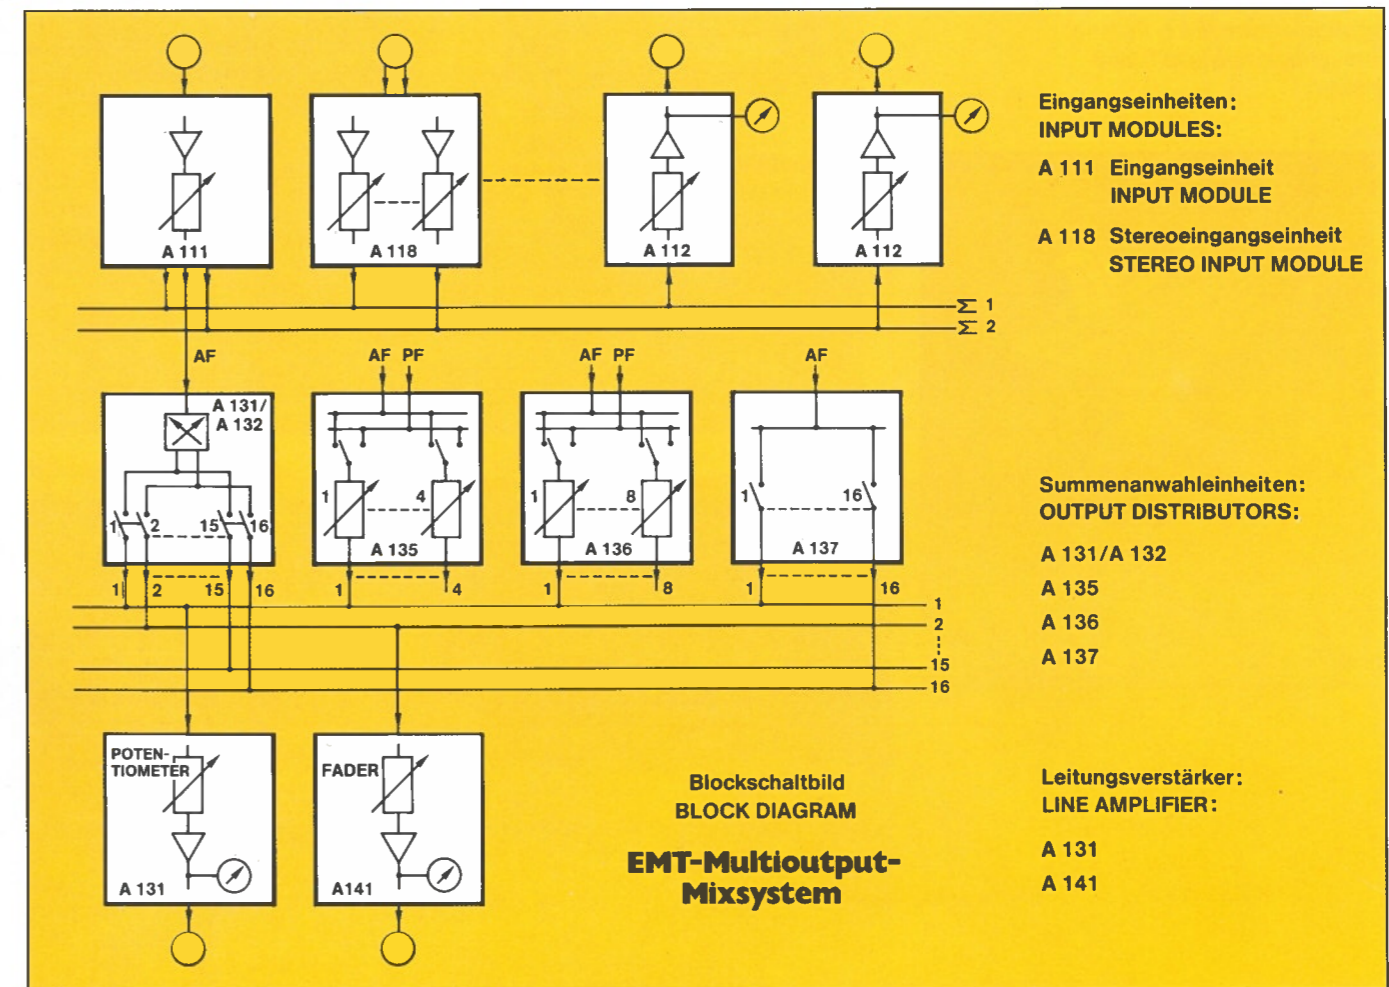 A 111
A 118
A 112
A 112
Σ 1
Σ 2
Eingangseinheiten:
INPUT MODULES:
A 111 Eingangseinheit
INPUT MODULE
A 118 Stereoeingangseinheit
STEREO INPUT MODULE
AF
AF PF
AF PF
AF
A 131/
A 132
1 2 15 16
1 4
A 135
1 8
A 136
1 16
A 137
1 2 15 16
1 4
1 8
1 16
1
2
15
16
Summenanwahleinheiten:
OUTPUT DISTRIBUTORS:
A 131/A 132
A 135
A 136
A 137
POTEN-
TIOMETER
A 131
FADER
A141
Blockschaltbild
BLOCK DIAGRAM
EMT-Multioutput-
Mixsystem
Leitungsverstärker:
LINE AMPLIFIER:
A 131
A 141